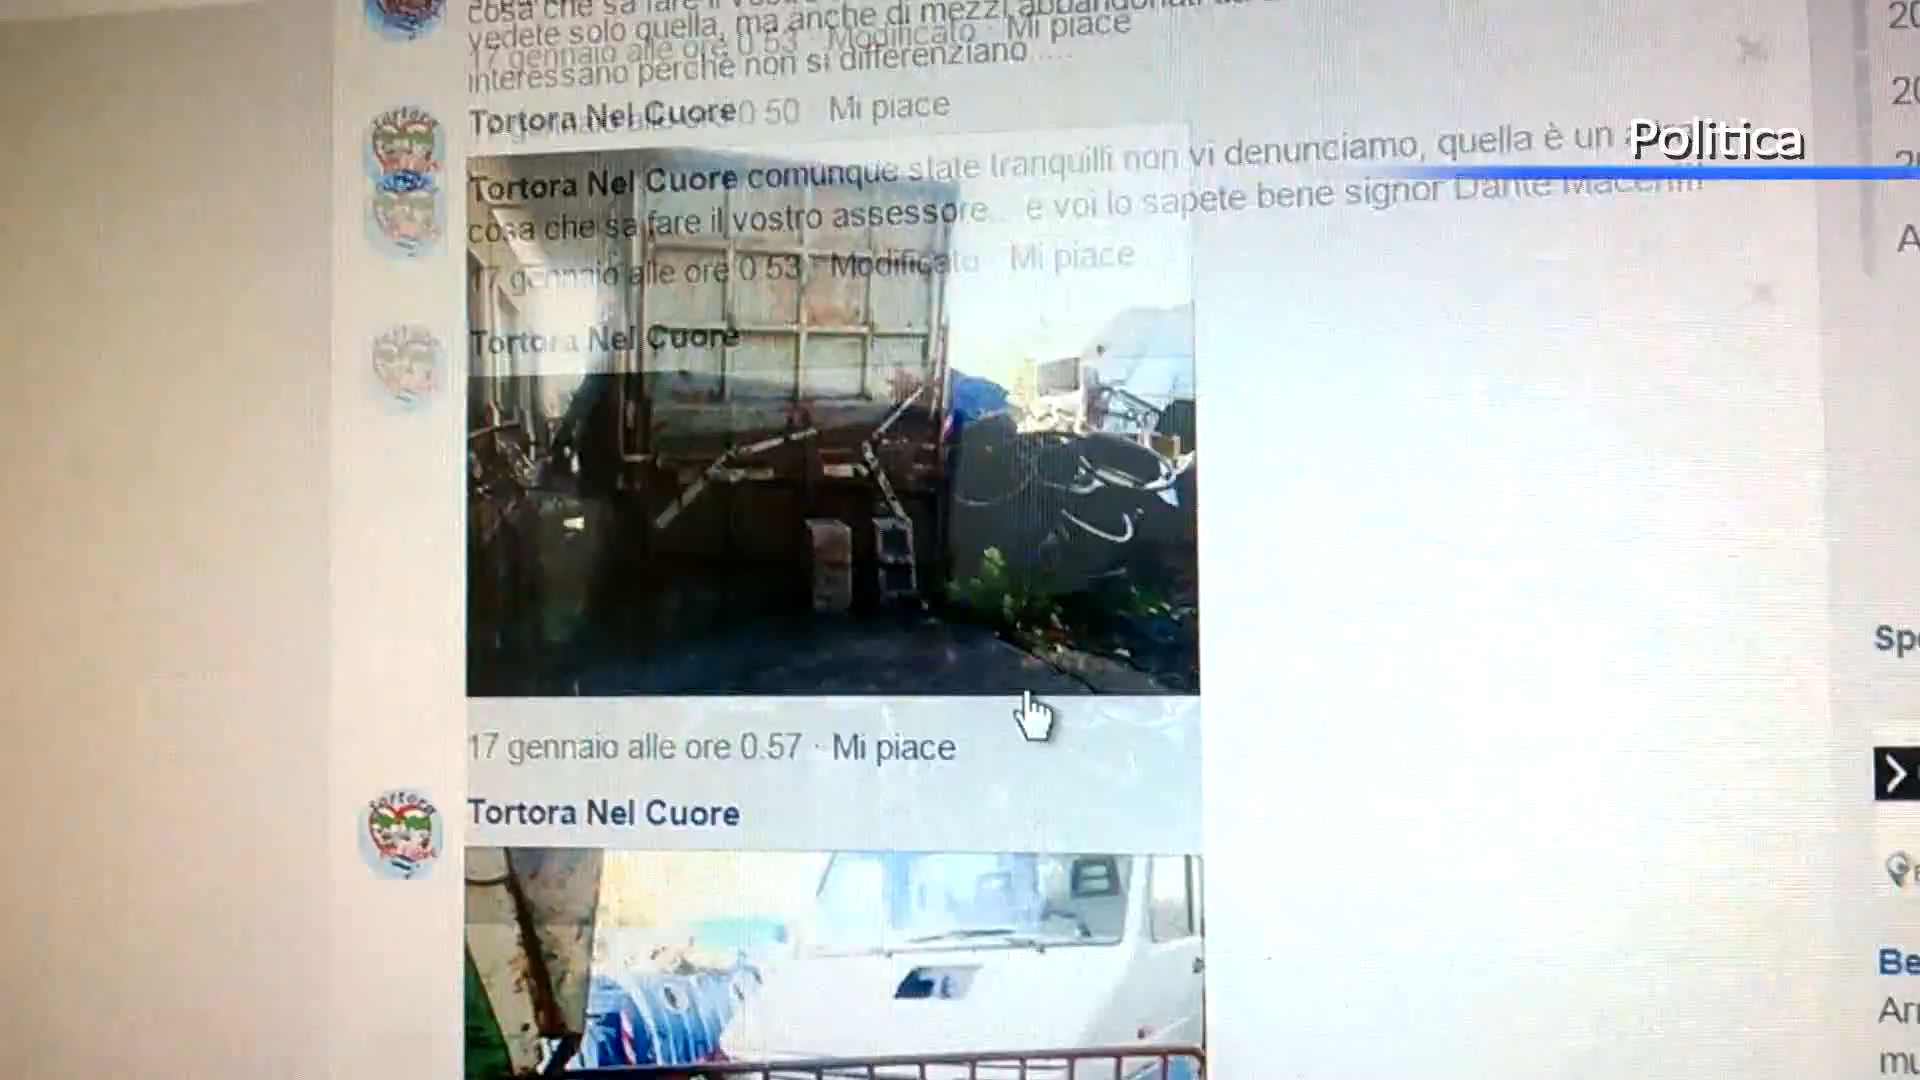 cosa che sa fare il
vedete solo quella, ma anche di mezzi abbandonati
17 gennaio alle ore 0.53 · Modificato · Mi piace
interessano perchè non si differenziano ....
Tortora Nel Cuore
0.50 · Mi piace
Politica
Tortora Nel Cuore comunque state tranquilli non vi denunciamo, quella è un
cosa che sa fare il vostro assessore... e voi lo sapete bene signor Dante
17 gennaio alle ore 0.53 · Modificato · Mi piace
Tortora Nel Cuore
17 gennaio alle ore 0.57 · Mi piace
Tortora Nel Cuore
tortora
Be